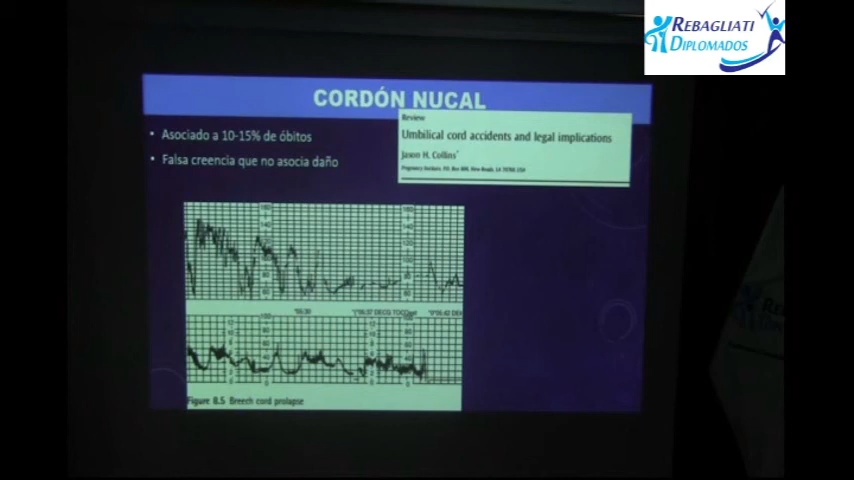 REBAGLIATI
DIPLOMADOS
CORDÓN NUCAL
• Asociado a 10-15% de óbitos
• Falsa creencia que no asocia daño
Review
Umbilical cord accidents and legal implications
Jason H. Collins*
Figure 8.5 Breech cord prolapse